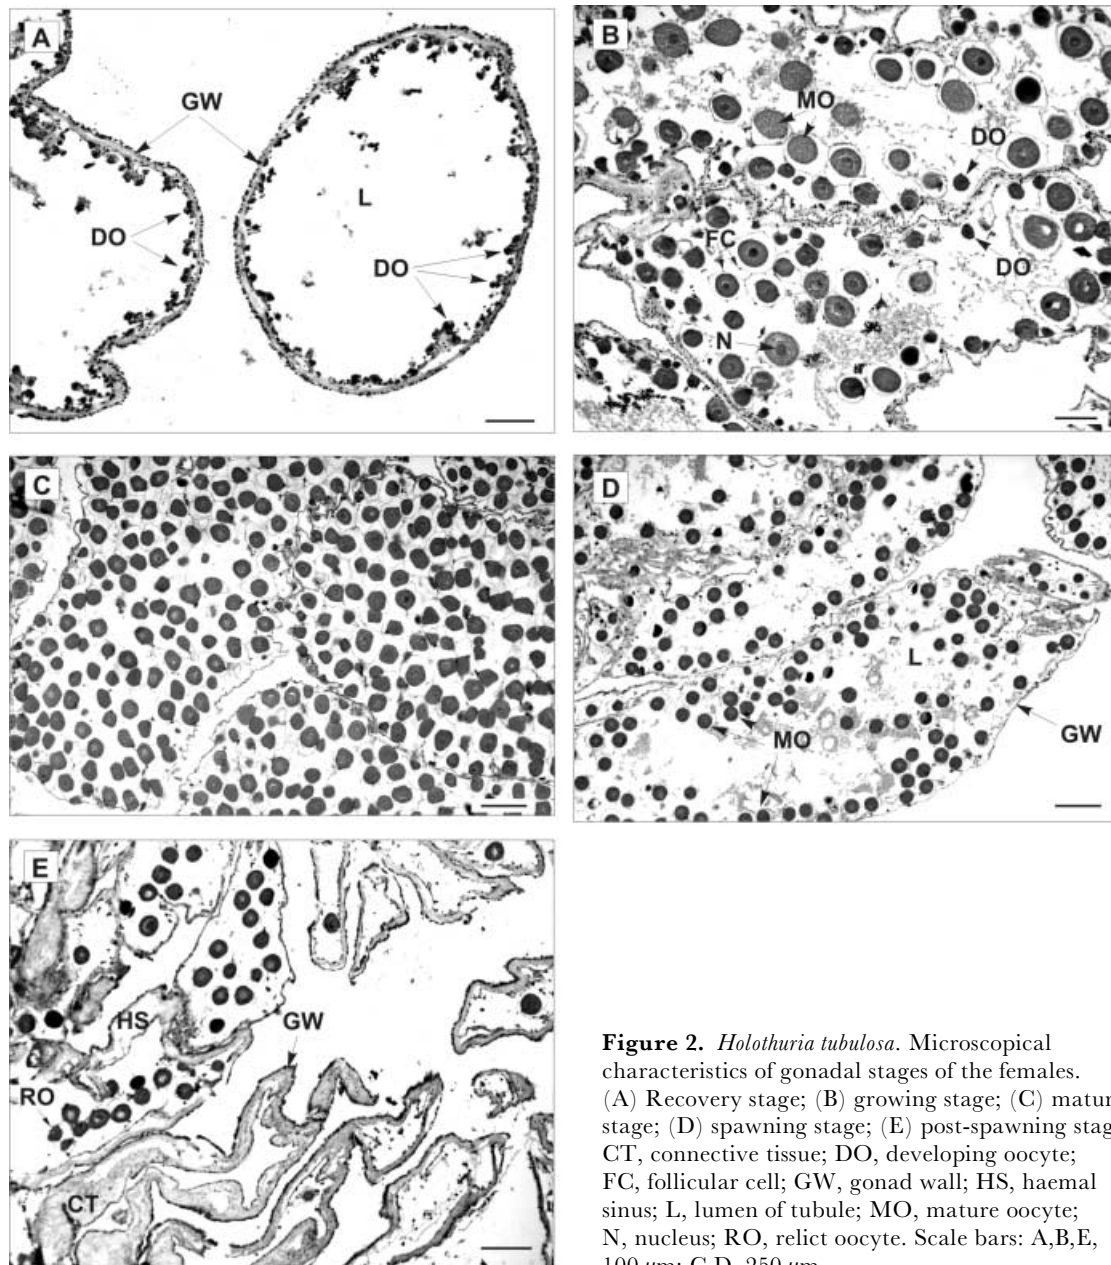 A
GW
L
DO
DO
B
MO
DO
FC
DO
N
C
D
L
MO
GW
E
HS
GW
RO
CT
Figure 2. Holothuria tubulosa. Microscopical
characteristics of gonadal stages of the females.
(A) Recovery stage; (B) growing stage; (C) matur
stage; (D) spawning stage; (E) post-spawning stag
CT, connective tissue; DO, developing oocyte;
FC, follicular cell; GW, gonad wall; HS, haemal
sinus; L, lumen of tubule; MO, mature oocyte;
N, nucleus; RO, relict oocyte. Scale bars: A,B,E,
100 μm; C,D, 250 μm